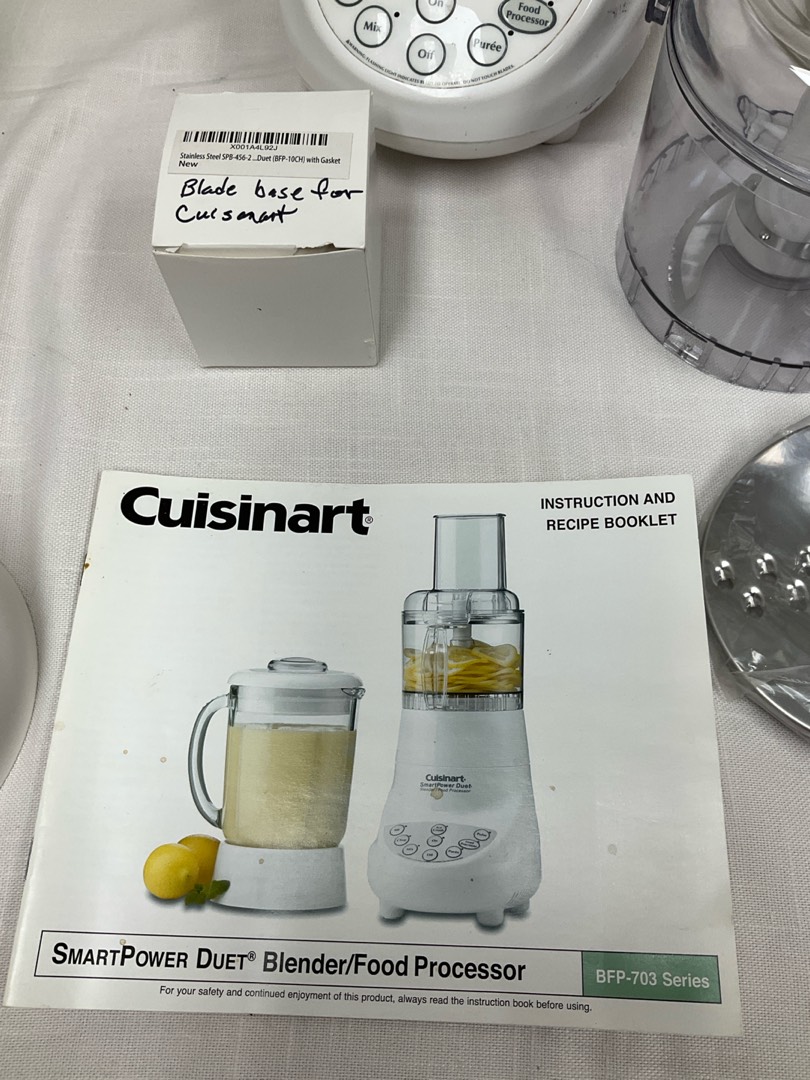 On
Food
Processor
Mix
Off
Purée
X001A4L92J
Stainless Steel SPB-456-2 ...Duet (BFP-10CH) with Gasket
New
Blade base for
Cuisinart
Cuisinart®
INSTRUCTION AND
RECIPE BOOKLET
Cuisinart
SmartPower Duet
SMARTPOWER DUET® Blender/Food Processor
BFP-703 Series
For your safety and continued enjoyment of this product, always read the instruction book before using.